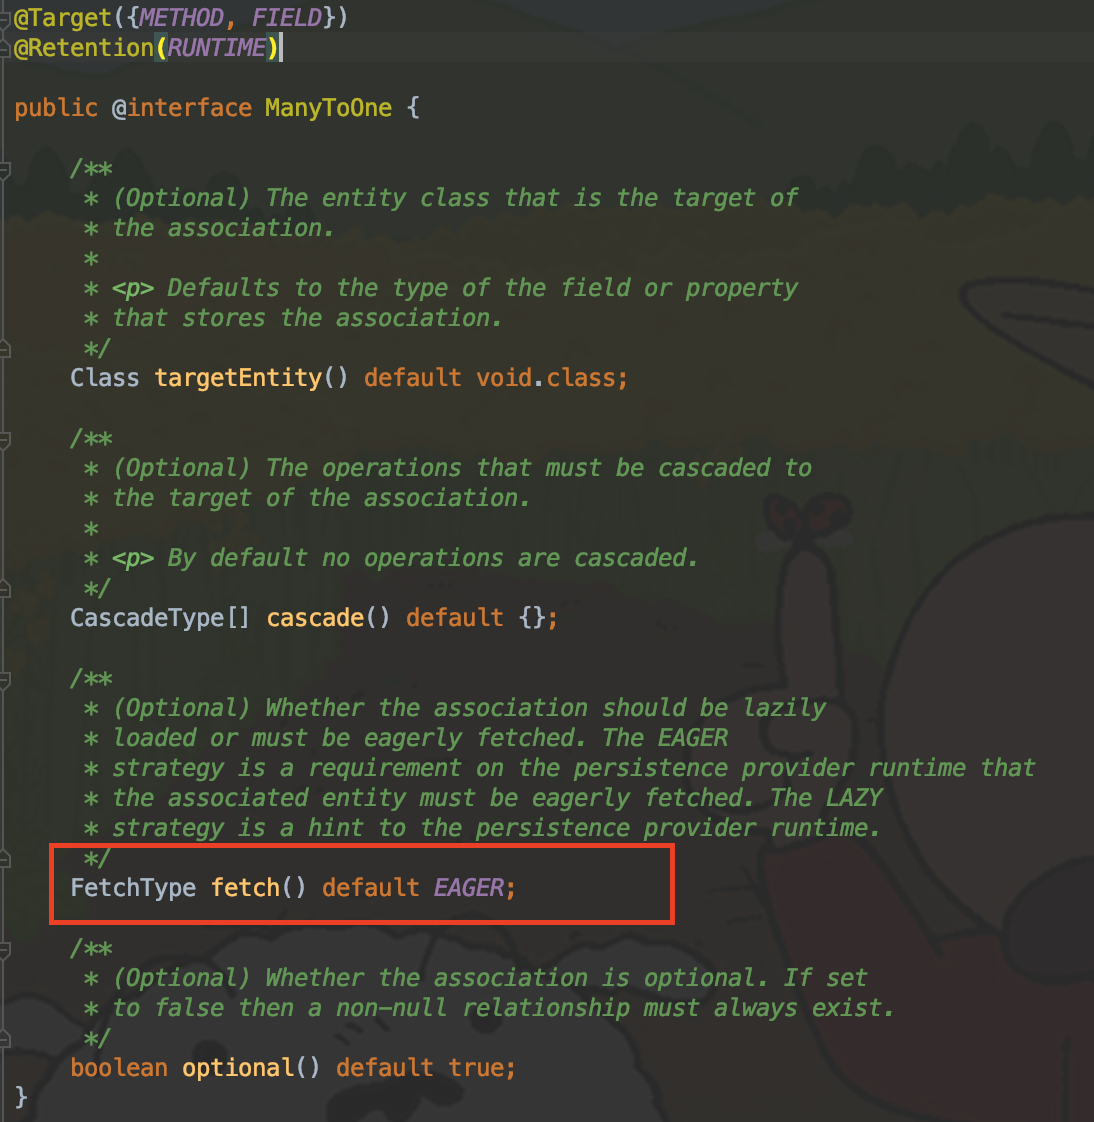 @Target({METHOD, FIELD})
@Retention(RUNTIME)
public @interface ManyToOne {
/**
* (Optional) The entity class that is the target of
* the association.
*
* <p> Defaults to the type of the field or property
* that stores the association.
*/
Class targetEntity() default void.class;
/**
* (Optional) The operations that must be cascaded to
* the target of the association.
*
* <p> By default no operations are cascaded.
*/
CascadeType[] cascade() default {};
/**
* (Optional) Whether the association should be lazily
* loaded or must be eagerly fetched. The EAGER
* strategy is a requirement on the persistence provider runtime that
* the associated entity must be eagerly fetched. The LAZY
* strategy is a hint to the persistence provider runtime.
*/
FetchType fetch() default EAGER;
/**
* (Optional) Whether the association is optional. If set
* to false then a non-null relationship must always exist.
*/
boolean optional() default true;
}